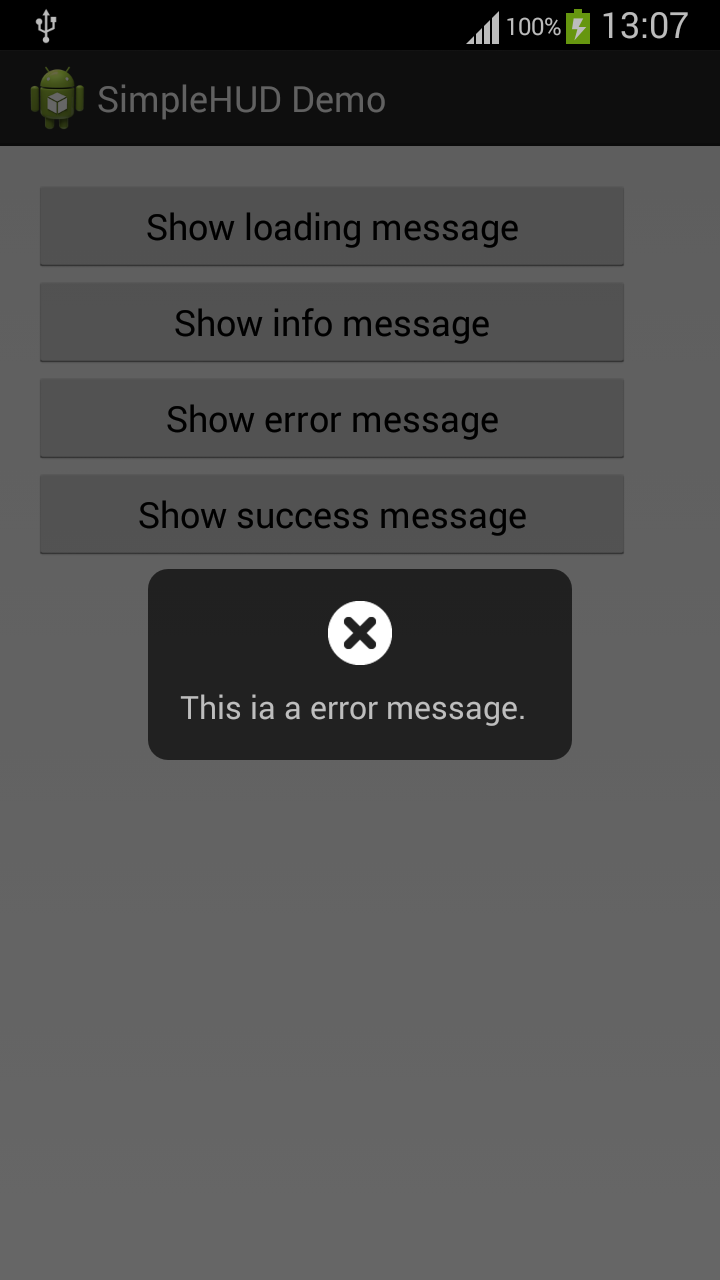 100% 13:07
SimpleHUD Demo
Show loading message
Show info message
Show error message
Show success message
This ia a error message.